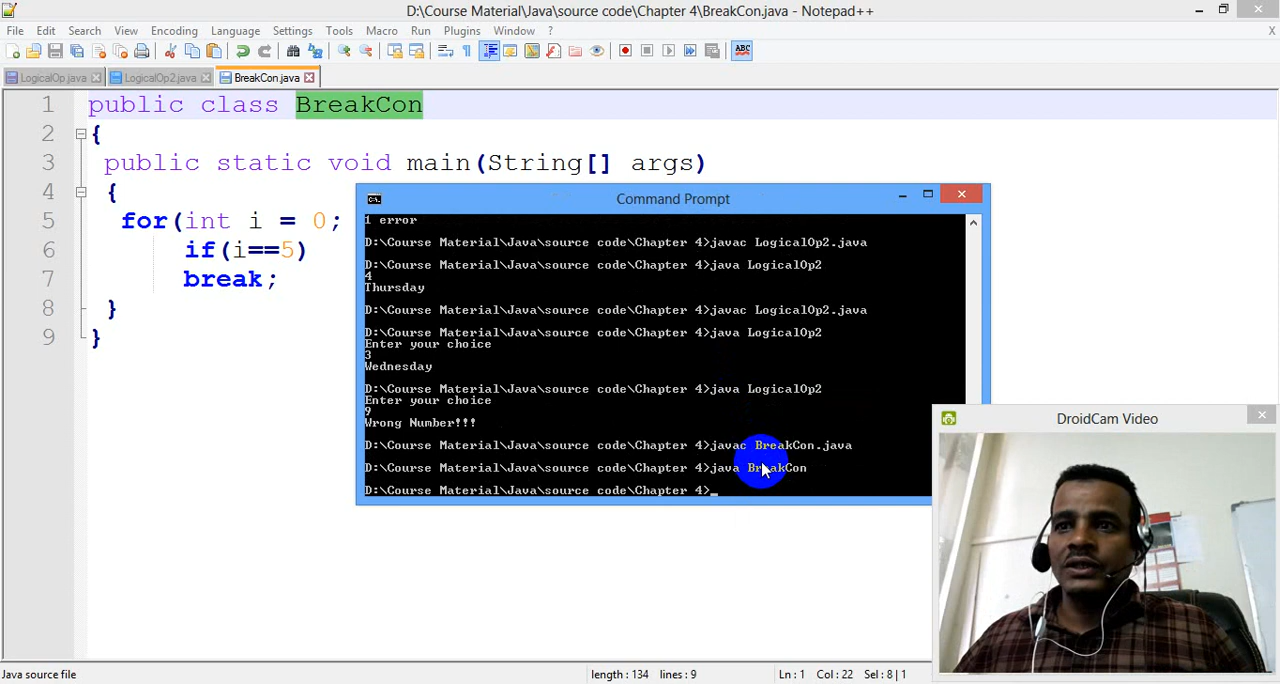 D:\Course Material\Java\source code\Chapter 4\BreakCon.java - Notepad++
File Edit Search View Encoding Language Settings Tools Macro Run Plugins Window ? X
ABC
LogicalOp.java LogicalOp2.java BreakCon.java
1 public class BreakCon
2 {
3 public static void main(String[] args)
4 {
5 for(int i = 0;
6 if(i==5)
7 break;
8 }
9 }
Command Prompt
1 error
D:\Course Material\Java\source code\Chapter 4>javac LogicalOp2.java
D:\Course Material\Java\source code\Chapter 4>java LogicalOp2
4
Thursday
D:\Course Material\Java\source code\Chapter 4>javac LogicalOp2.java
D:\Course Material\Java\source code\Chapter 4>java LogicalOp2
Enter your choice
3
Wednesday
D:\Course Material\Java\source code\Chapter 4>java LogicalOp2
Enter your choice
9
Wrong Number!!!
D:\Course Material\Java\source code\Chapter 4>javac BreakCon.java
D:\Course Material\Java\source code\Chapter 4>java BreakCon
D:\Course Material\Java\source code\Chapter 4>_
DroidCam Video
Java source file length : 134 lines : 9 Ln : 1 Col : 22 Sel : 8 | 1